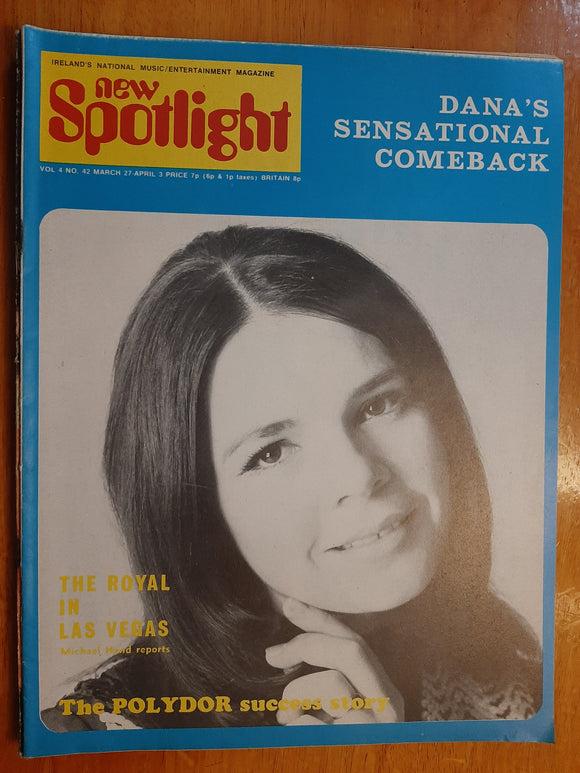 IRELAND'S NATIONAL MUSIC/ENTERTAINMENT MAGAZINE
new
Spotlight
VOL 4 NO. 42 MARCH 27-APRIL 3 PRICE 7p (6p & 1p taxes) BRITAIN 8p
DANA'S
SENSATIONAL
COMEBACK
THE ROYAL
IN
LAS VEGAS
Michael Hand reports
The POLYDOR success story